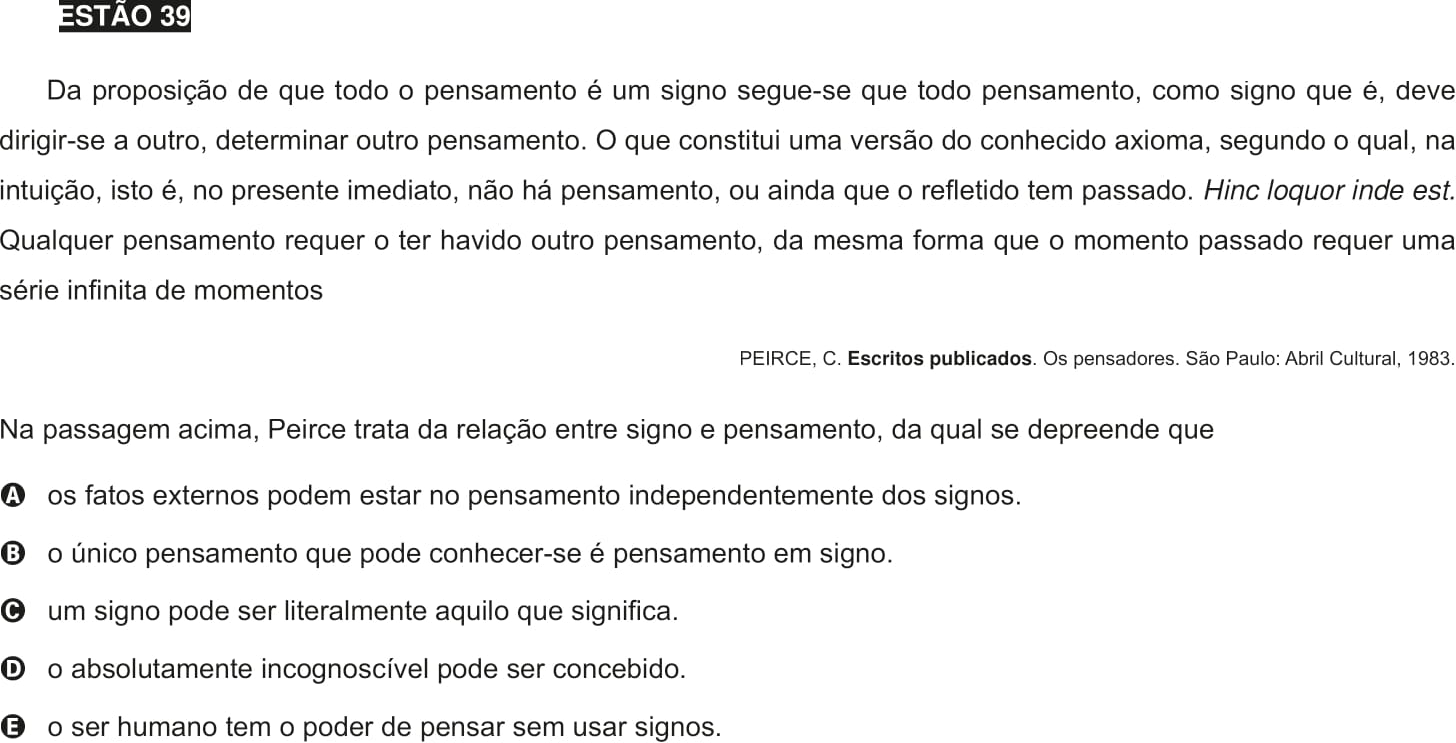 ESTÃO 39
Da proposição de que todo o pensamento é um signo segue-se que todo pensamento, como signo que é, deve
dirigir-se a outro, determinar outro pensamento. O que constitui uma versão do conhecido axioma, segundo o qual, na
intuição, isto é, no presente imediato, não há pensamento, ou ainda que o refletido tem passado. Hinc loquor inde est.
Qualquer pensamento requer o ter havido outro pensamento, da mesma forma que o momento passado requer uma
série infinita de momentos
PEIRCE, C. Escritos publicados. Os pensadores. São Paulo: Abril Cultural, 1983.
Na passagem acima, Peirce trata da relação entre signo e pensamento, da qual se depreende que
A os fatos externos podem estar no pensamento independentemente dos signos.
B o único pensamento que pode conhecer-se é pensamento em signo.
C um signo pode ser literalmente aquilo que significa.
D o absolutamente incognoscível pode ser concebido.
E o ser humano tem o poder de pensar sem usar signos.